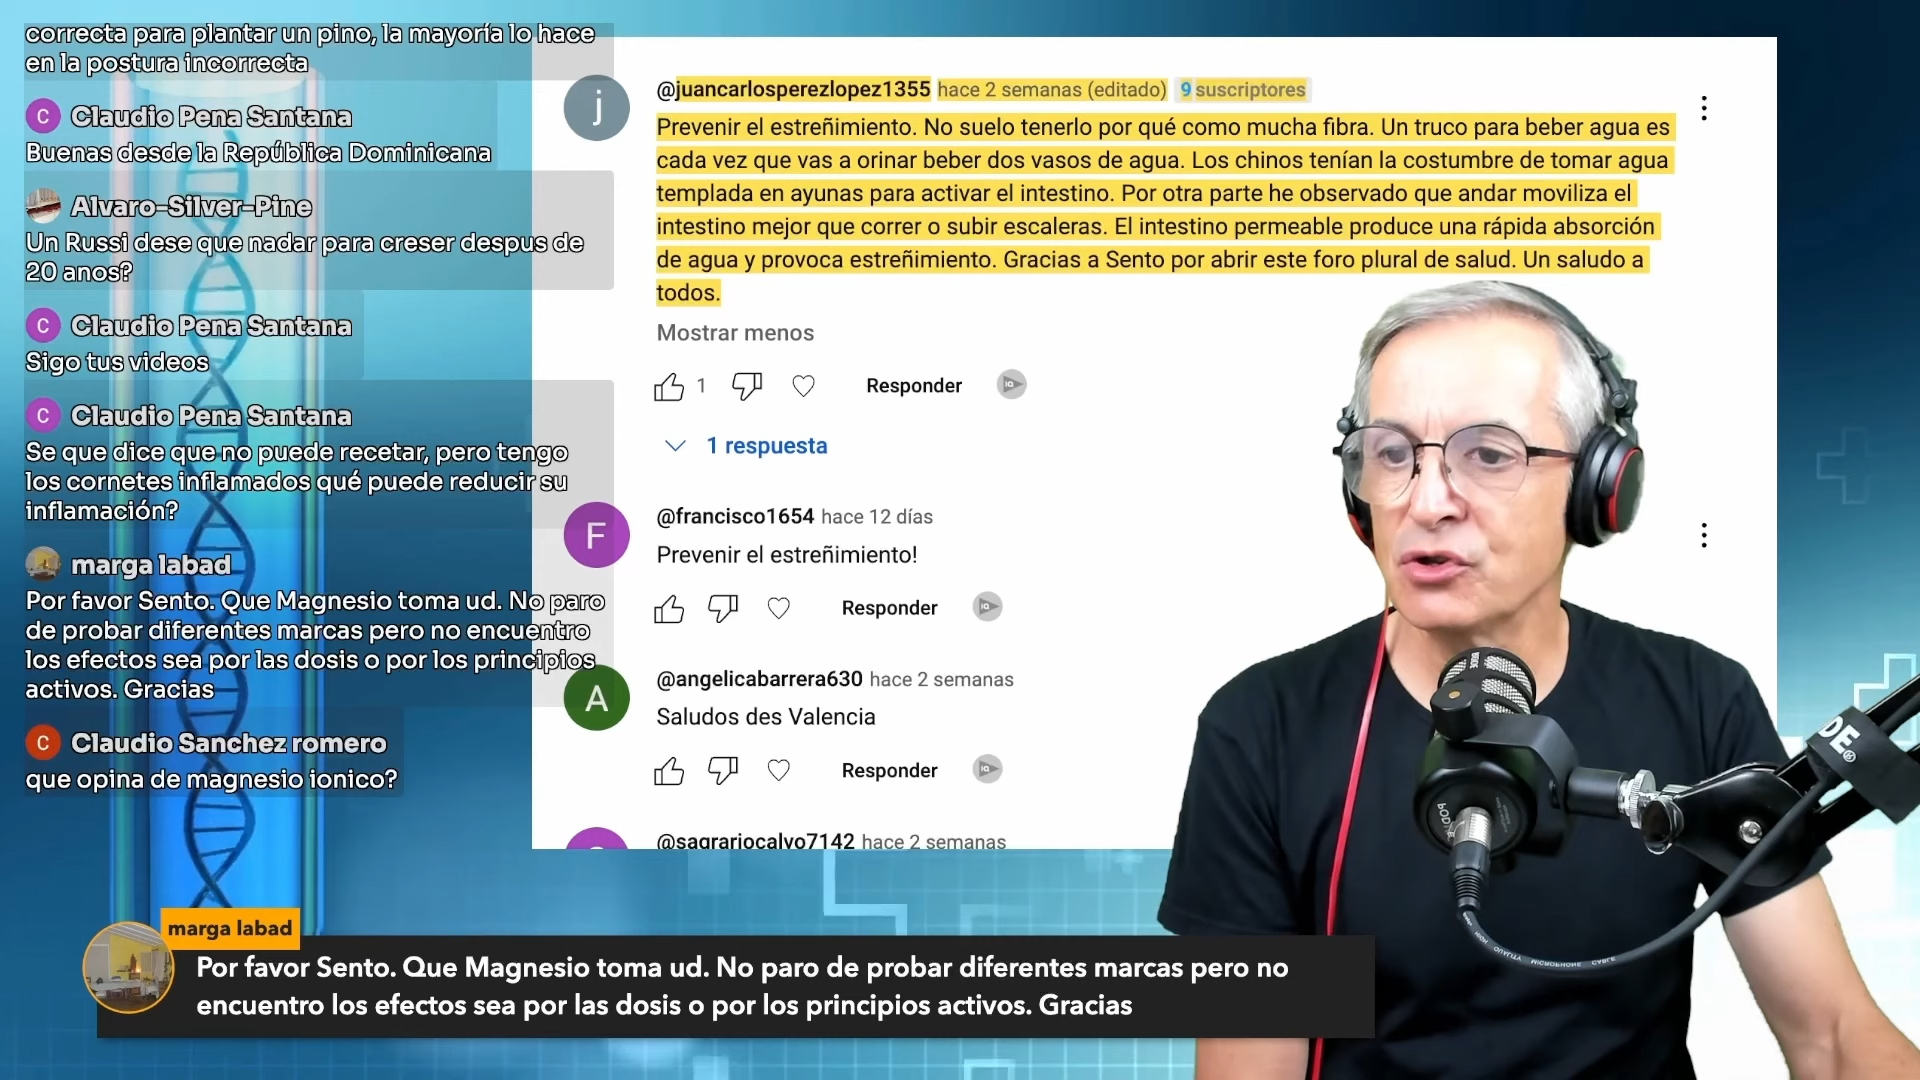 correcta para plantar un pino, la mayoría lo hace
en la postura incorrecta
C Claudio Pena Santana
Buenas desde la República Dominicana
Alvaro-Silver-Pine
Un Russi dese que nadar para creser despus de
20 anos?
C Claudio Pena Santana
Sigo tus videos
C Claudio Pena Santana
Se que dice que no puede recetar, pero tengo
los cornetes inflamados qué puede reducir su
inflamación?
marga labad
Por favor Sento. Que Magnesio toma ud. No paro
de probar diferentes marcas pero no encuentro
los efectos sea por las dosis o por los principios
activos. Gracias
C Claudio Sanchez romero
que opina de magnesio ionico?
j
@juancarlosperezlopez1355 hace 2 semanas (editado) 9 suscriptores
Prevenir el estreñimiento. No suelo tenerlo por qué como mucha fibra. Un truco para beber agua es
cada vez que vas a orinar beber dos vasos de agua. Los chinos tenían la costumbre de tomar agua
templada en ayunas para activar el intestino. Por otra parte he observado que andar moviliza el
intestino mejor que correr o subir escaleras. El intestino permeable produce una rápida absorción
de agua y provoca estreñimiento. Gracias a Sento por abrir este foro plural de salud. Un saludo a
todos.
Mostrar menos
1 Responder
1 respuesta
F
@francisco1654 hace 12 días
Prevenir el estreñimiento!
Responder
A
@angelicabarrera630 hace 2 semanas
Saludos des Valencia
Responder
@sagrariocalvo7142 hace 2 semanas
marga labad
Por favor Sento. Que Magnesio toma ud. No paro de probar diferentes marcas pero no
encuentro los efectos sea por las dosis o por los principios activos. Gracias